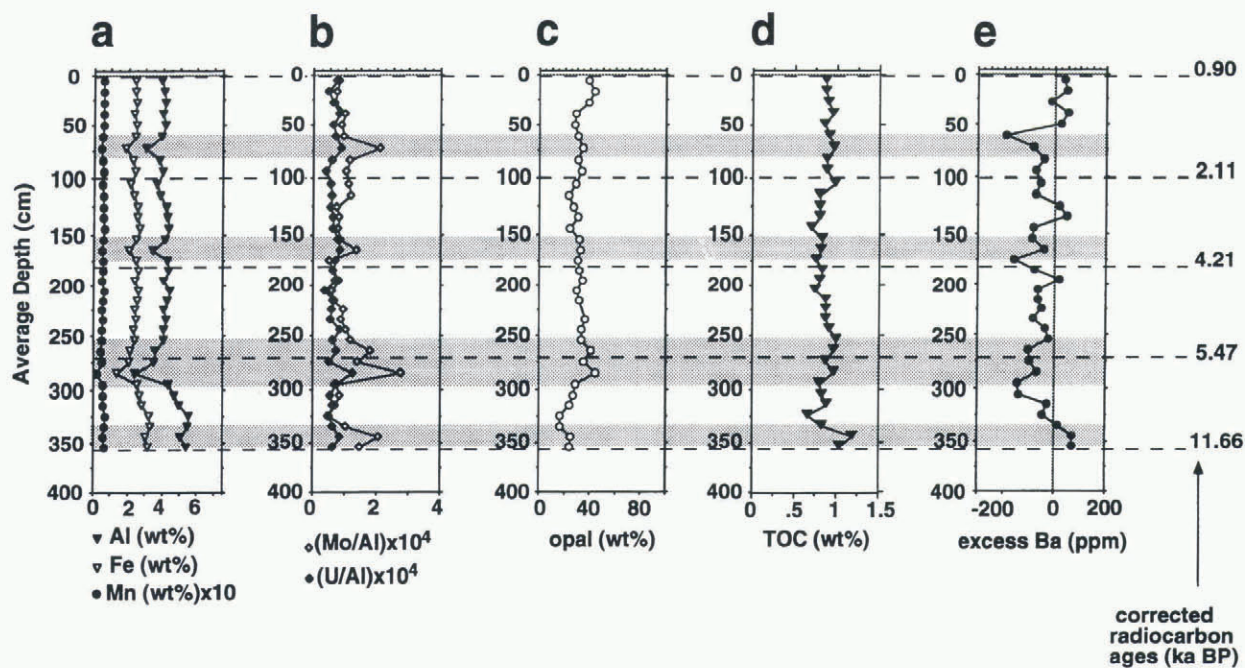 a
b
c
d
e
Average Depth (cm)
0
50
100
150
200
250
300
350
400
0 2 4 6
▼ Al (wt%)
▽ Fe (wt%)
● Mn (wt%)x10
0
50
100
150
200
250
300
350
400
0 2 4
◇(Mo/Al)x10⁴
◆(U/Al)x10⁴
0
50
100
150
200
250
300
350
400
0 40 80
opal (wt%)
0
50
100
150
200
250
300
350
400
0 .5 1 1.5
TOC (wt%)
0
50
100
150
200
250
300
350
400
-200 0 200
excess Ba (ppm)
0.90
2.11
4.21
5.47
11.66
corrected
radiocarbon
ages (ka BP)